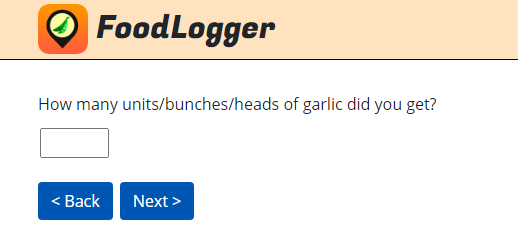 FoodLogger
How many units/bunches/heads of garlic did you get?
< Back Next >